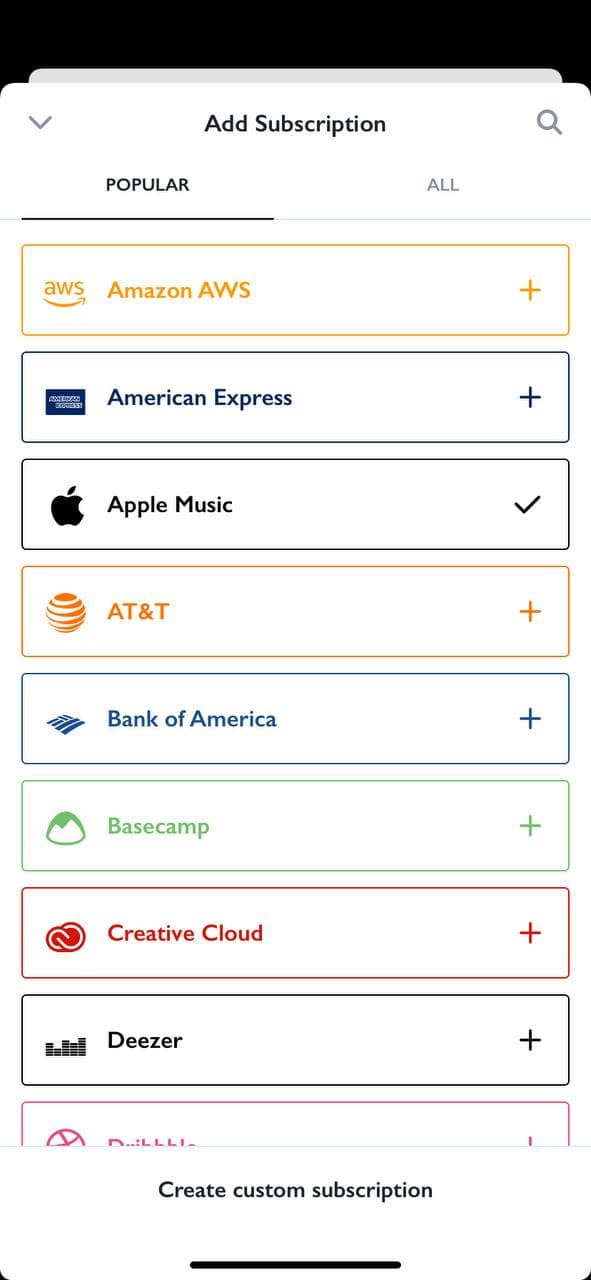 Add Subscription
POPULAR
ALL
aws Amazon AWS
AMERICAN EXPRESS American Express
Apple Music
AT&T
Bank of America
Basecamp
Creative Cloud
Deezer
Dribbble
Create custom subscription